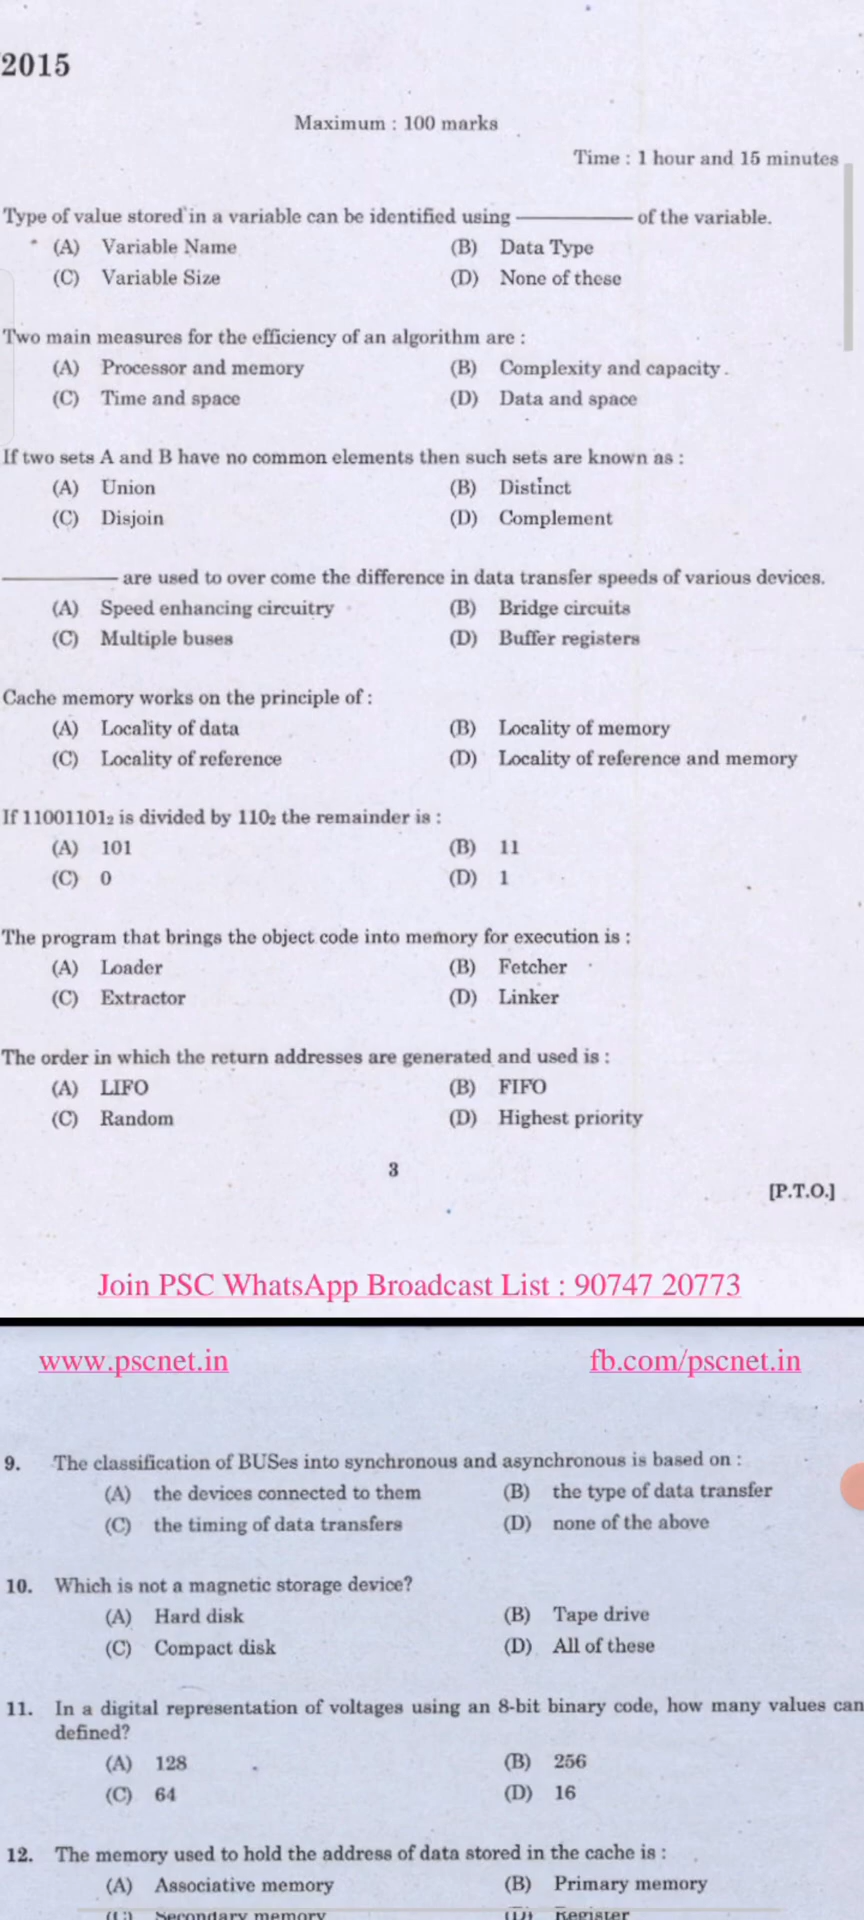 2015
Maximum : 100 marks
Time : 1 hour and 15 minutes
Type of value stored in a variable can be identified using ———— of the variable.
(A) Variable Name (B) Data Type
(C) Variable Size (D) None of these
Two main measures for the efficiency of an algorithm are :
(A) Processor and memory (B) Complexity and capacity .
(C) Time and space (D) Data and space
If two sets A and B have no common elements then such sets are known as :
(A) Union (B) Distinct
(C) Disjoin (D) Complement
———— are used to over come the difference in data transfer speeds of various devices.
(A) Speed enhancing circuitry (B) Bridge circuits
(C) Multiple buses (D) Buffer registers
Cache memory works on the principle of :
(A) Locality of data (B) Locality of memory
(C) Locality of reference (D) Locality of reference and memory
If 11001101₂ is divided by 110₂ the remainder is :
(A) 101 (B) 11
(C) 0 (D) 1
The program that brings the object code into memory for execution is :
(A) Loader (B) Fetcher
(C) Extractor (D) Linker
The order in which the return addresses are generated and used is :
(A) LIFO (B) FIFO
(C) Random (D) Highest priority
3
[P.T.O.]
Join PSC WhatsApp Broadcast List : 90747 20773
www.pscnet.in fb.com/pscnet.in
9. The classification of BUSes into synchronous and asynchronous is based on :
(A) the devices connected to them (B) the type of data transfer
(C) the timing of data transfers (D) none of the above
10. Which is not a magnetic storage device?
(A) Hard disk (B) Tape drive
(C) Compact disk (D) All of these
11. In a digital representation of voltages using an 8-bit binary code, how many values can
defined?
(A) 128 (B) 256
(C) 64 (D) 16
12. The memory used to hold the address of data stored in the cache is :
(A) Associative memory (B) Primary memory
(C) Secondary memory (D) Register